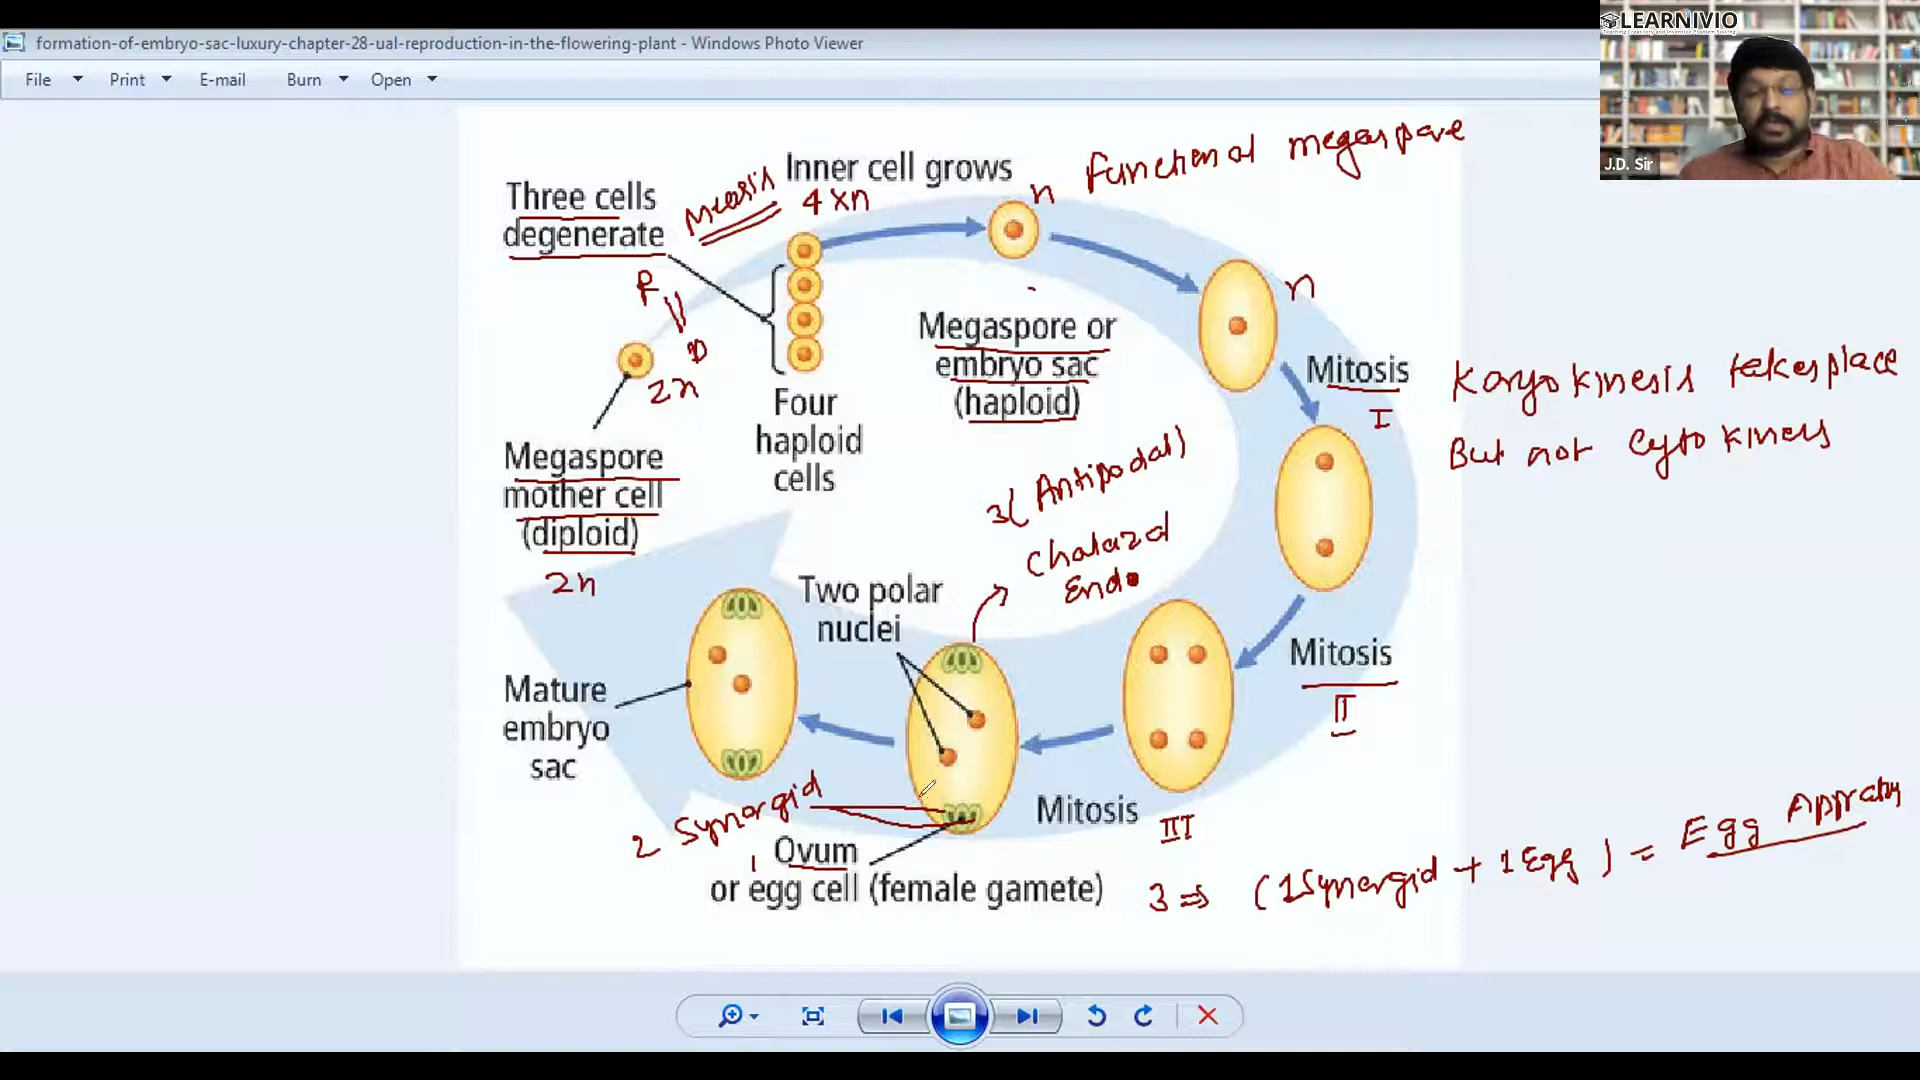 formation-of-embryo-sac-luxury-chapter-28-ual-reproduction-in-the-flowering-plant - Windows Photo Viewer
LEARNIVIO
File Print E-mail Burn Open
J.D. Sir
Three cells
degenerate
Meosis
Inner cell grows
4 x n
n
Functional megaspore
R
D
2n
n
Megaspore or
embryo sac
(haploid)
Mitosis
I
Karyokinesis takes place
But not Cytokiners
Four
haploid
cells
Megaspore
mother cell
(diploid)
2n
3( Antipodal)
Chalazal
End
Two polar
nuclei
Mitosis
II
Mature
embryo
sac
2 Synergid
Mitosis
III
1 Ovum
or egg cell (female gamete)
3 ⇒ (1Synergid + 1 Egg ) = Egg Appratus